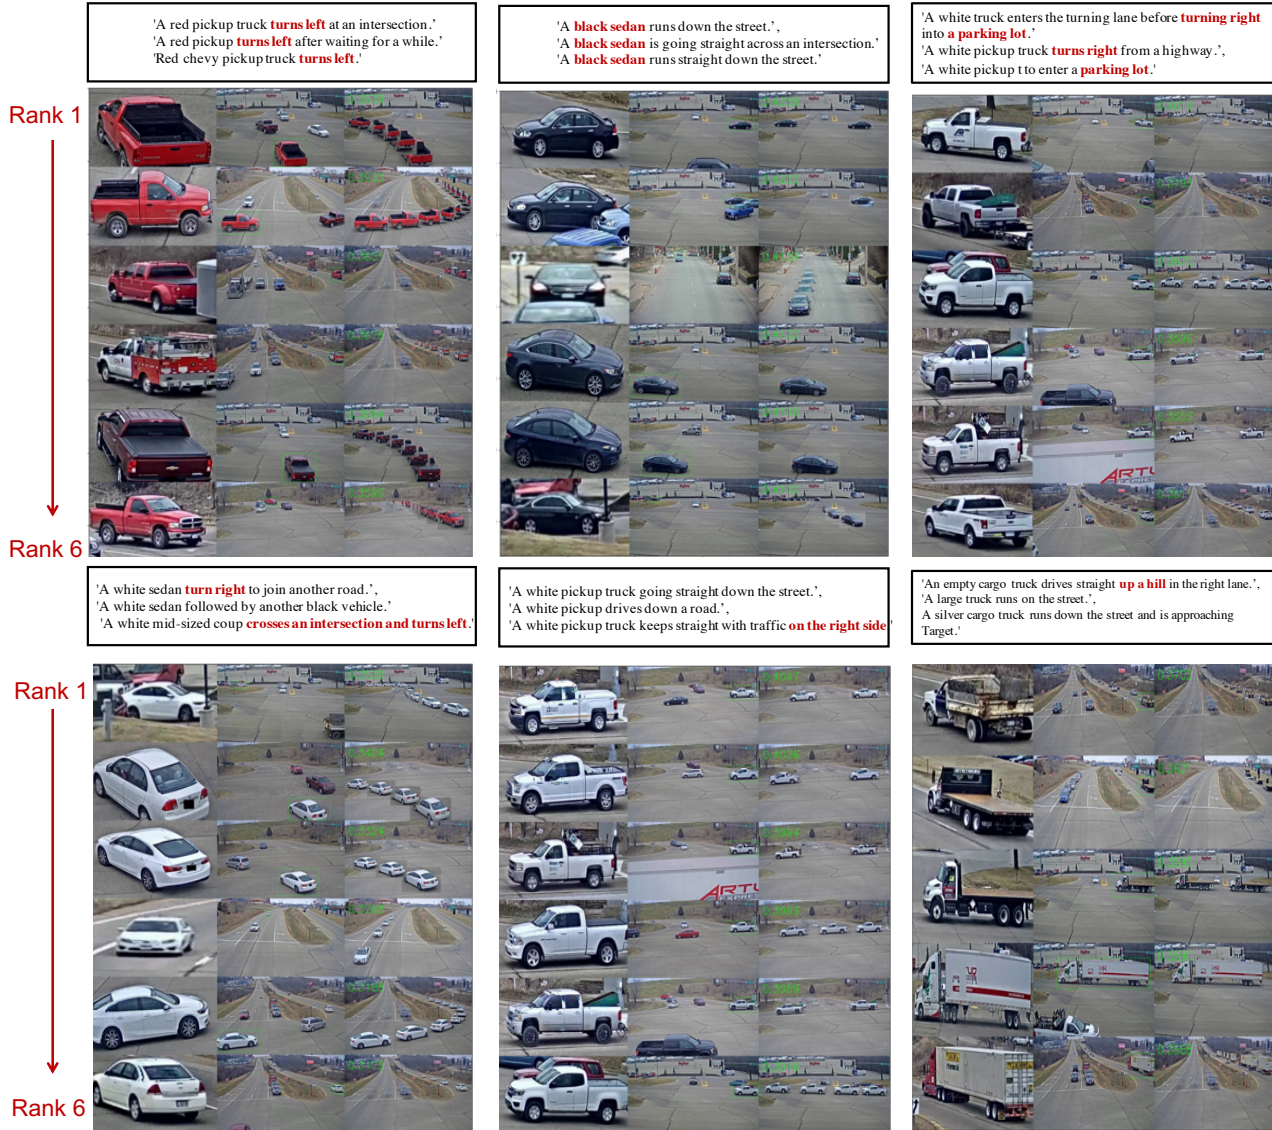 'A red pickup truck turns left at an intersection.'
'A red pickup turns left after waiting for a while.'
'Red chevy pickup truck turns left.'
'A black sedan runs down the street.',
'A black sedan is going straight across an intersection.'
'A black sedan runs straight down the street.'
'A white truck enters the turning lane before turning right
into a parking lot.'
'A white pickup truck turns right from a highway.',
'A white pickup t to enter a parking lot.'
Rank 1
Rank 6
'A white sedan turn right to join another road.',
'A white sedan followed by another black vehicle.'
'A white mid-sized coup crosses an intersection and turns left.'
'A white pickup truck going straight down the street.',
'A white pickup drives down a road.',
'A white pickup truck keeps straight with traffic on the right side.'
'An empty cargo truck drives straight up a hill in the right lane.',
'A large truck runs on the street.',
A silver cargo truck runs down the street and is approaching
Target.'
Rank 1
Rank 6